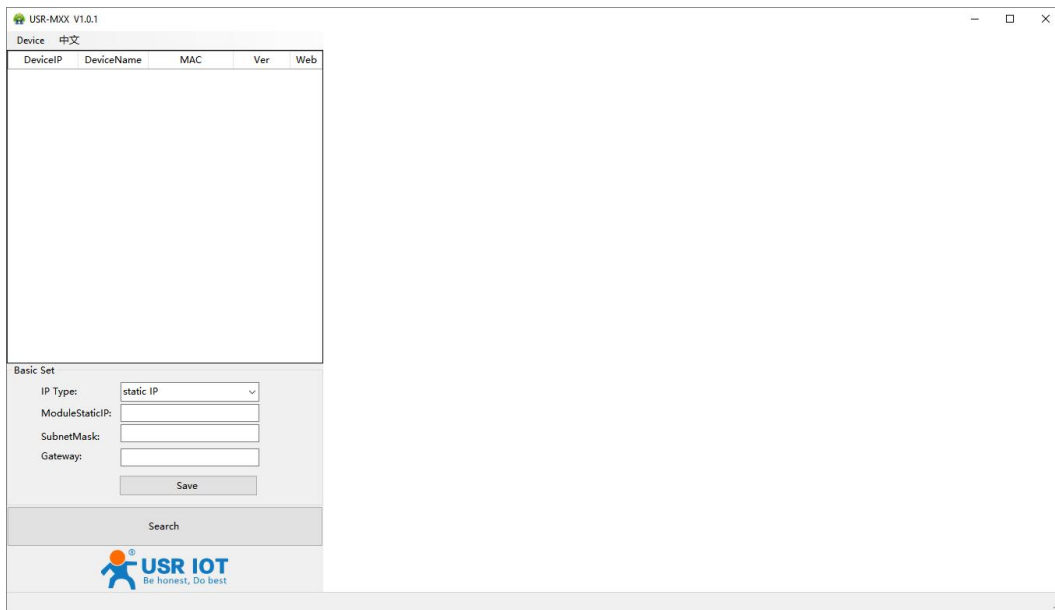 USR-MXX V1.0.1
Device 中文
DeviceIP DeviceName MAC Ver Web
Basic Set
IP Type: static IP
ModuleStaticIP:
SubnetMask:
Gateway:
Save
Search
®
USR IOT
Be honest, Do best